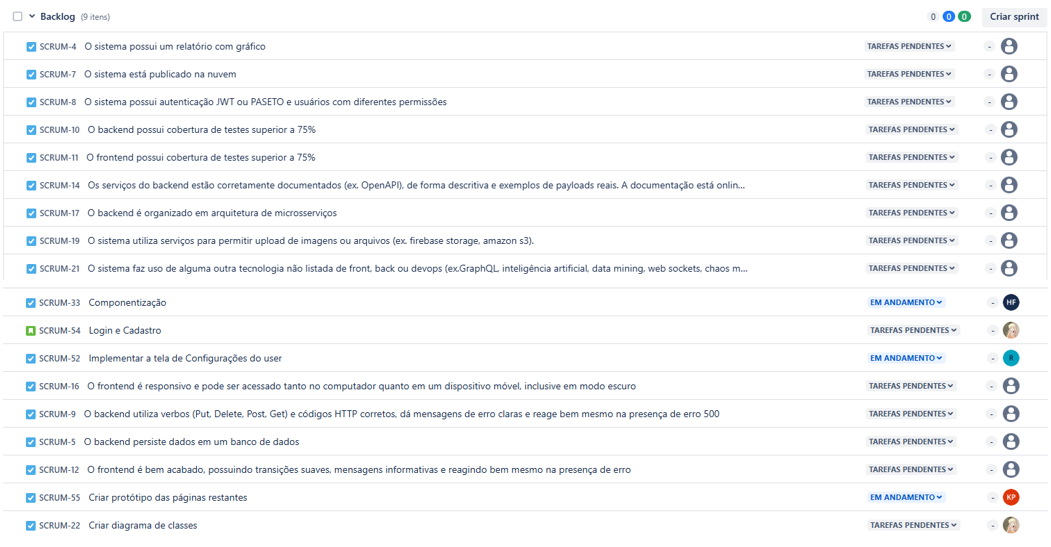 Backlog (9 itens) 0 0 0 Criar sprint
SCRUM-4 O sistema possui um relatório com gráfico TAREFAS PENDENTES -
SCRUM-7 O sistema está publicado na nuvem TAREFAS PENDENTES -
SCRUM-8 O sistema possui autenticação JWT ou PASETO e usuários com diferentes permissões TAREFAS PENDENTES -
SCRUM-10 O backend possui cobertura de testes superior a 75% TAREFAS PENDENTES -
SCRUM-11 O frontend possui cobertura de testes superior a 75% TAREFAS PENDENTES -
SCRUM-14 Os serviços do backend estão corretamente documentados (ex. OpenAPI), de forma descritiva e exemplos de payloads reais. A documentação está onlin... TAREFAS PENDENTES -
SCRUM-17 O backend é organizado em arquitetura de microsserviços TAREFAS PENDENTES -
SCRUM-19 O sistema utiliza serviços para permitir upload de imagens ou arquivos (ex. firebase storage, amazon s3). TAREFAS PENDENTES -
SCRUM-21 O sistema faz uso de alguma outra tecnologia não listada de front, back ou devops (ex.GraphQL, inteligência artificial, data mining, web sockets, chaos m... TAREFAS PENDENTES -
SCRUM-33 Componentização EM ANDAMENTO - HF
SCRUM-54 Login e Cadastro TAREFAS PENDENTES -
SCRUM-52 Implementar a tela de Configurações do user EM ANDAMENTO - R
SCRUM-16 O frontend é responsivo e pode ser acessado tanto no computador quanto em um dispositivo móvel, inclusive em modo escuro TAREFAS PENDENTES -
SCRUM-9 O backend utiliza verbos (Put, Delete, Post, Get) e códigos HTTP corretos, dá mensagens de erro claras e reage bem mesmo na presença de erro 500 TAREFAS PENDENTES -
SCRUM-5 O backend persiste dados em um banco de dados TAREFAS PENDENTES -
SCRUM-12 O frontend é bem acabado, possuindo transições suaves, mensagens informativas e reagindo bem mesmo na presença de erro TAREFAS PENDENTES -
SCRUM-55 Criar protótipo das páginas restantes EM ANDAMENTO - KP
SCRUM-22 Criar diagrama de classes TAREFAS PENDENTES -